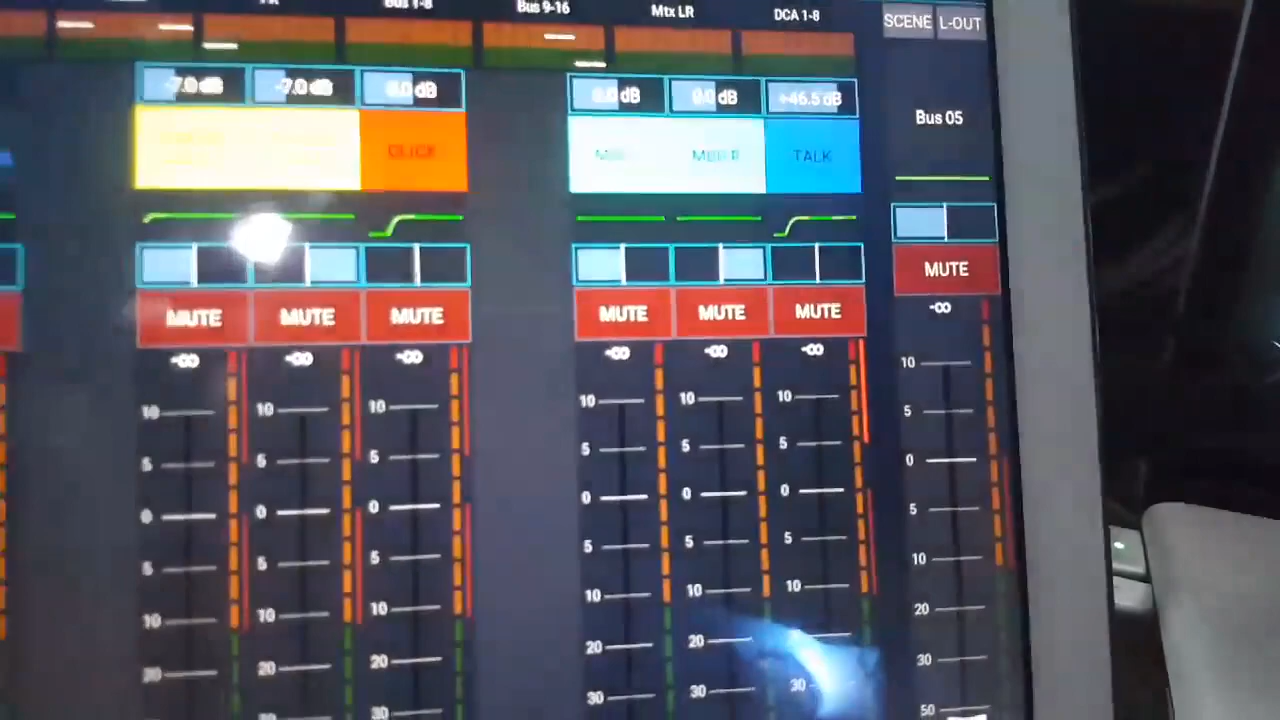 Bus 1-8 Bus 9-16 Mtx LR DCA 1-8 SCENE L-OUT
-7.0 dB -7.0 dB 0.0 dB 0.0 dB 0.0 dB +46.5 dB
Bus 05
CLICK TALK
MUTE MUTE MUTE MUTE MUTE MUTE MUTE
-∞ -∞ -∞ -∞ -∞ -∞ -∞
10 10 10 10 10 10 10
5 5 5 5 5 5 5
0 0 0 0 0 0 0
5 5 5 5 5 5 5
10 10 10 10 10 10 10
20 20 20 20 20 20
30 30 30 30 30 30
50